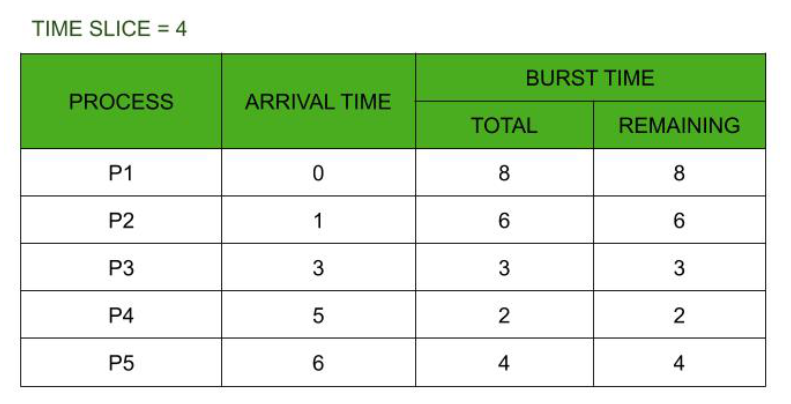 TIME SLICE = 4
PROCESS ARRIVAL TIME BURST TIME
TOTAL REMAINING
P1 0 8 8
P2 1 6 6
P3 3 3 3
P4 5 2 2
P5 6 4 4